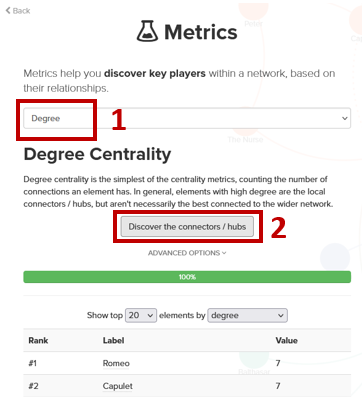 Back
Metrics
Metrics help you discover key players within a network, based
on their relationships.
Degree
1
Degree Centrality
Degree centrality is the simplest of the centrality metrics, counting the number of
connections an element has. In general, elements with high degree are the local
connectors / hubs, but aren't necessarily the best connected to the wider network.
Discover the connectors / hubs
2
ADVANCED OPTIONS
100%
Show top 20 elements by degree
Rank Label Value
#1 Romeo 7
#2 Capulet 7